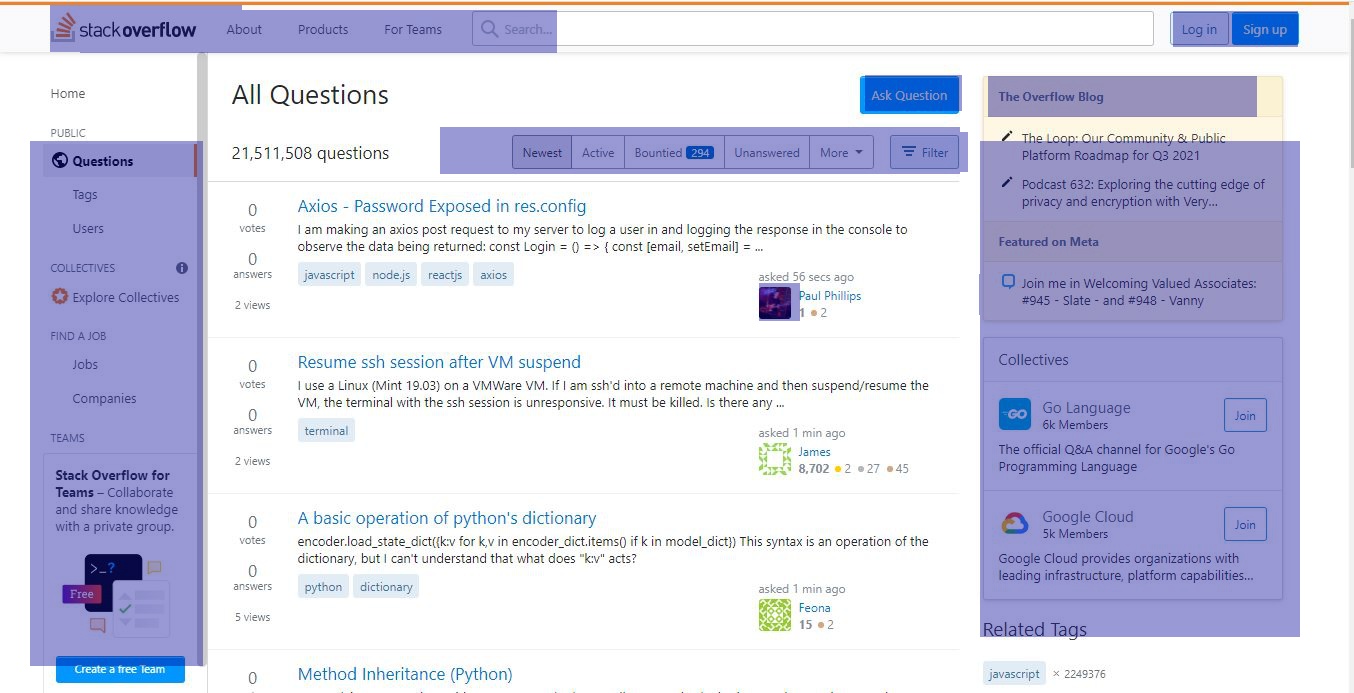 stackoverflow About Products For Teams Search... Log in Sign up
Home
PUBLIC
Questions
Tags
Users
COLLECTIVES
Explore Collectives
FIND A JOB
Jobs
Companies
TEAMS
Stack Overflow for
Teams – Collaborate
and share knowledge
with a private group.
>_?
Free
Create a free Team
All Questions
Ask Question
21,511,508 questions
Newest Active Bountied 294 Unanswered More Filter
0
votes
0
answers
2 views
Axios - Password Exposed in res.config
I am making an axios post request to my server to log a user in and logging the response in the console to
observe the data being returned: const Login = () => { const [email, setEmail] = ...
javascript node.js reactjs axios
asked 56 secs ago
Paul Phillips
1 2
0
votes
0
answers
2 views
Resume ssh session after VM suspend
I use a Linux (Mint 19.03) on a VMWare VM. If I am ssh'd into a remote machine and then suspend/resume the
VM, the terminal with the ssh session is unresponsive. It must be killed. Is there any ...
terminal
asked 1 min ago
James
8,702 2 27 45
0
votes
0
answers
5 views
A basic operation of python's dictionary
encoder.load_state_dict({k:v for k,v in encoder_dict.items() if k in model_dict}) This syntax is an operation of the
dictionary, but I can't understand that what does "k:v" acts?
python dictionary
asked 1 min ago
Feona
15 2
0
Method Inheritance (Python)
The Overflow Blog
The Loop: Our Community & Public
Platform Roadmap for Q3 2021
Podcast 632: Exploring the cutting edge of
privacy and encryption with Very...
Featured on Meta
Join me in Welcoming Valued Associates:
#945 - Slate - and #948 - Vanny
Collectives
GO
Go Language
6k Members
Join
The official Q&A channel for Google's Go
Programming Language
Google Cloud
5k Members
Join
Google Cloud provides organizations with
leading infrastructure, platform capabilities...
Related Tags
javascript × 2249376